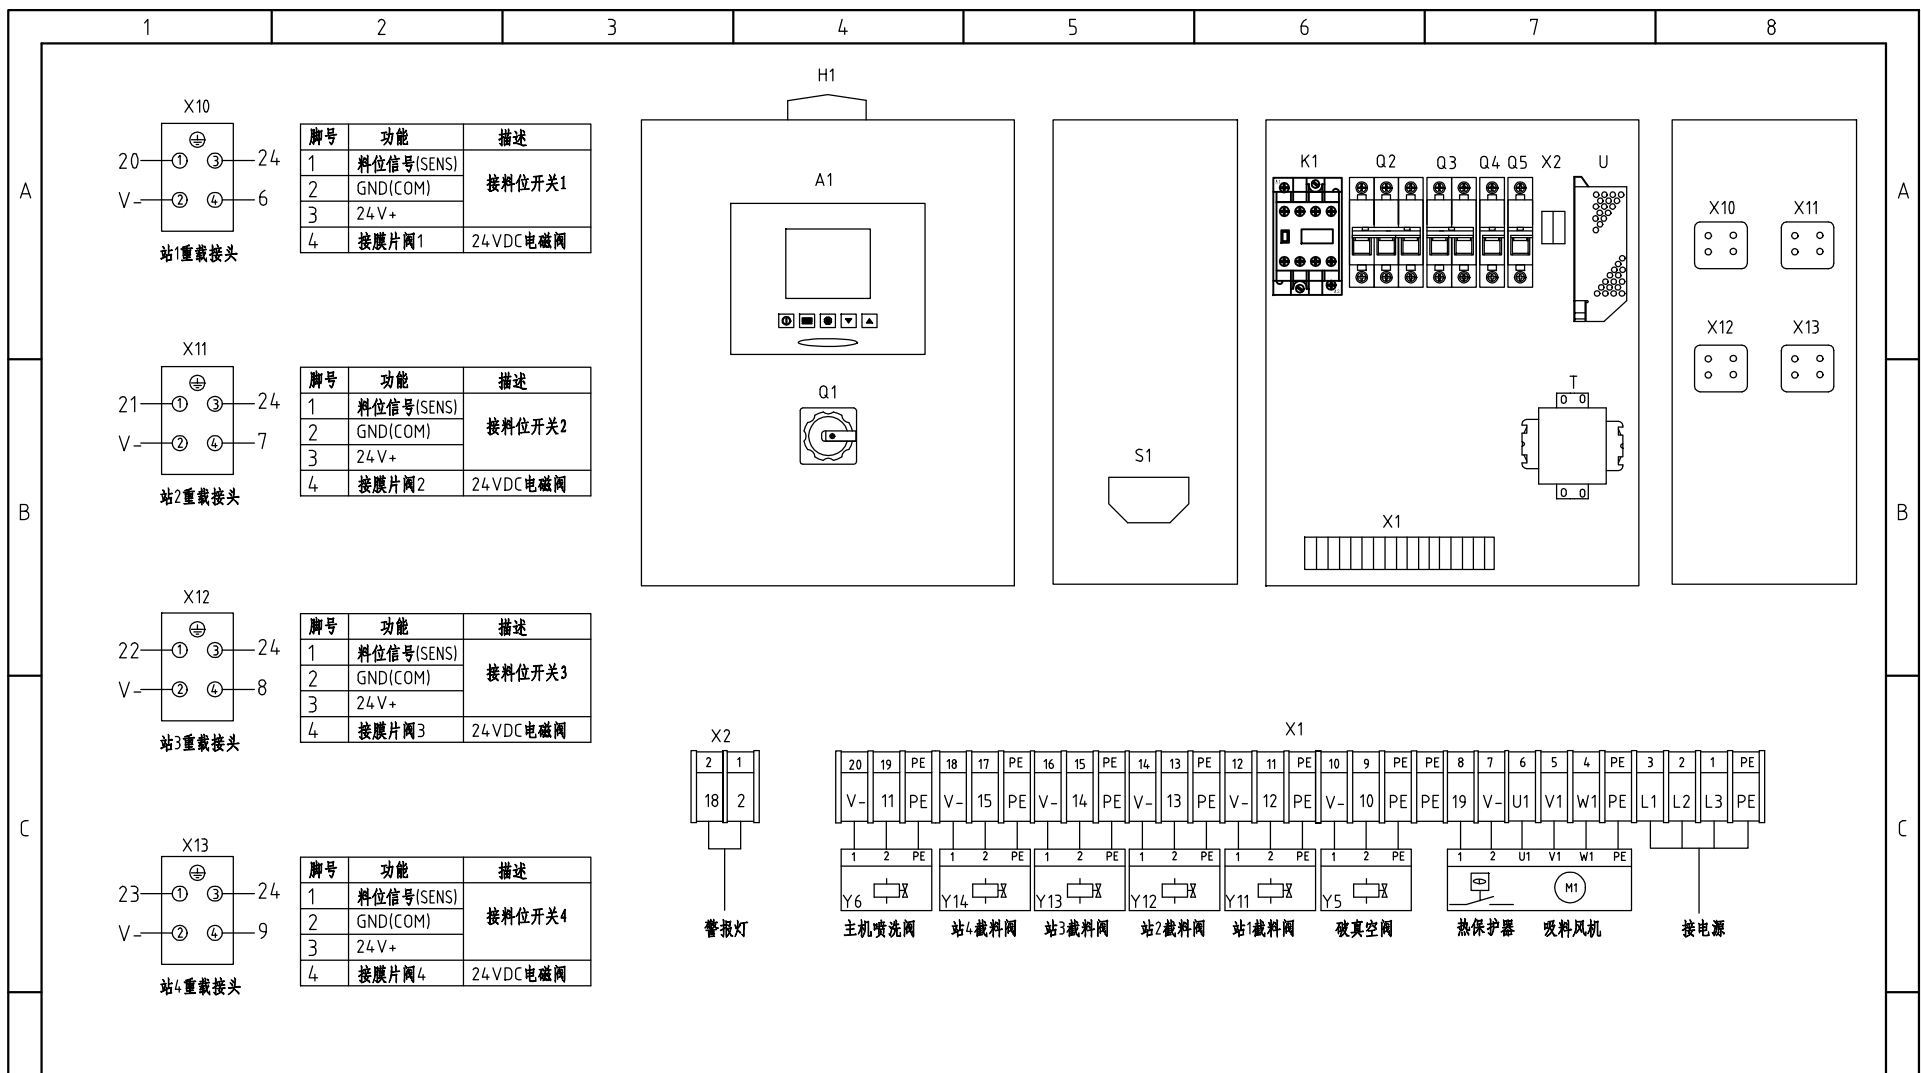 1 2 3 4 5 6 7 8
A A
B B
C C
X10
20 1 3 24
V- 2 4 6
站1重载接头
脚号 功能 描述
1 料位信号(SENS) 接料位开关1
2 GND(COM)
3 24V+
4 接膜片阀1 24VDC电磁阀
X11
21 1 3 24
V- 2 4 7
站2重载接头
脚号 功能 描述
1 料位信号(SENS) 接料位开关2
2 GND(COM)
3 24V+
4 接膜片阀2 24VDC电磁阀
X12
22 1 3 24
V- 2 4 8
站3重载接头
脚号 功能 描述
1 料位信号(SENS) 接料位开关3
2 GND(COM)
3 24V+
4 接膜片阀3 24VDC电磁阀
X13
23 1 3 24
V- 2 4 9
站4重载接头
脚号 功能 描述
1 料位信号(SENS) 接料位开关4
2 GND(COM)
3 24V+
4 接膜片阀4 24VDC电磁阀
H1
A1
Q1
S1
K1 Q2 Q3 Q4 Q5 X2 U
T
X1
X10 X11
X12 X13
X2
2 1
18 2
警报灯
X1
20 19 PE 18 17 PE 16 15 PE 14 13 PE 12 11 PE 10 9 PE PE 8 7 6 5 4 PE 3 2 1 PE
V- 11 PE V- 15 PE V- 14 PE V- 13 PE V- 12 PE V- 10 PE PE 19 V- U1 V1 W1 PE L1 L2 L3 PE
1 2 PE 1 2 PE 1 2 PE 1 2 PE 1 2 PE 1 2 PE 1 2 U1 V1 W1 PE
Y6 Y14 Y13 Y12 Y11 Y5 M1
主机喷洗阀 站4截料阀 站3截料阀 站2截料阀 站1截料阀 破真空阀 热保护器 吸料风机 接电源